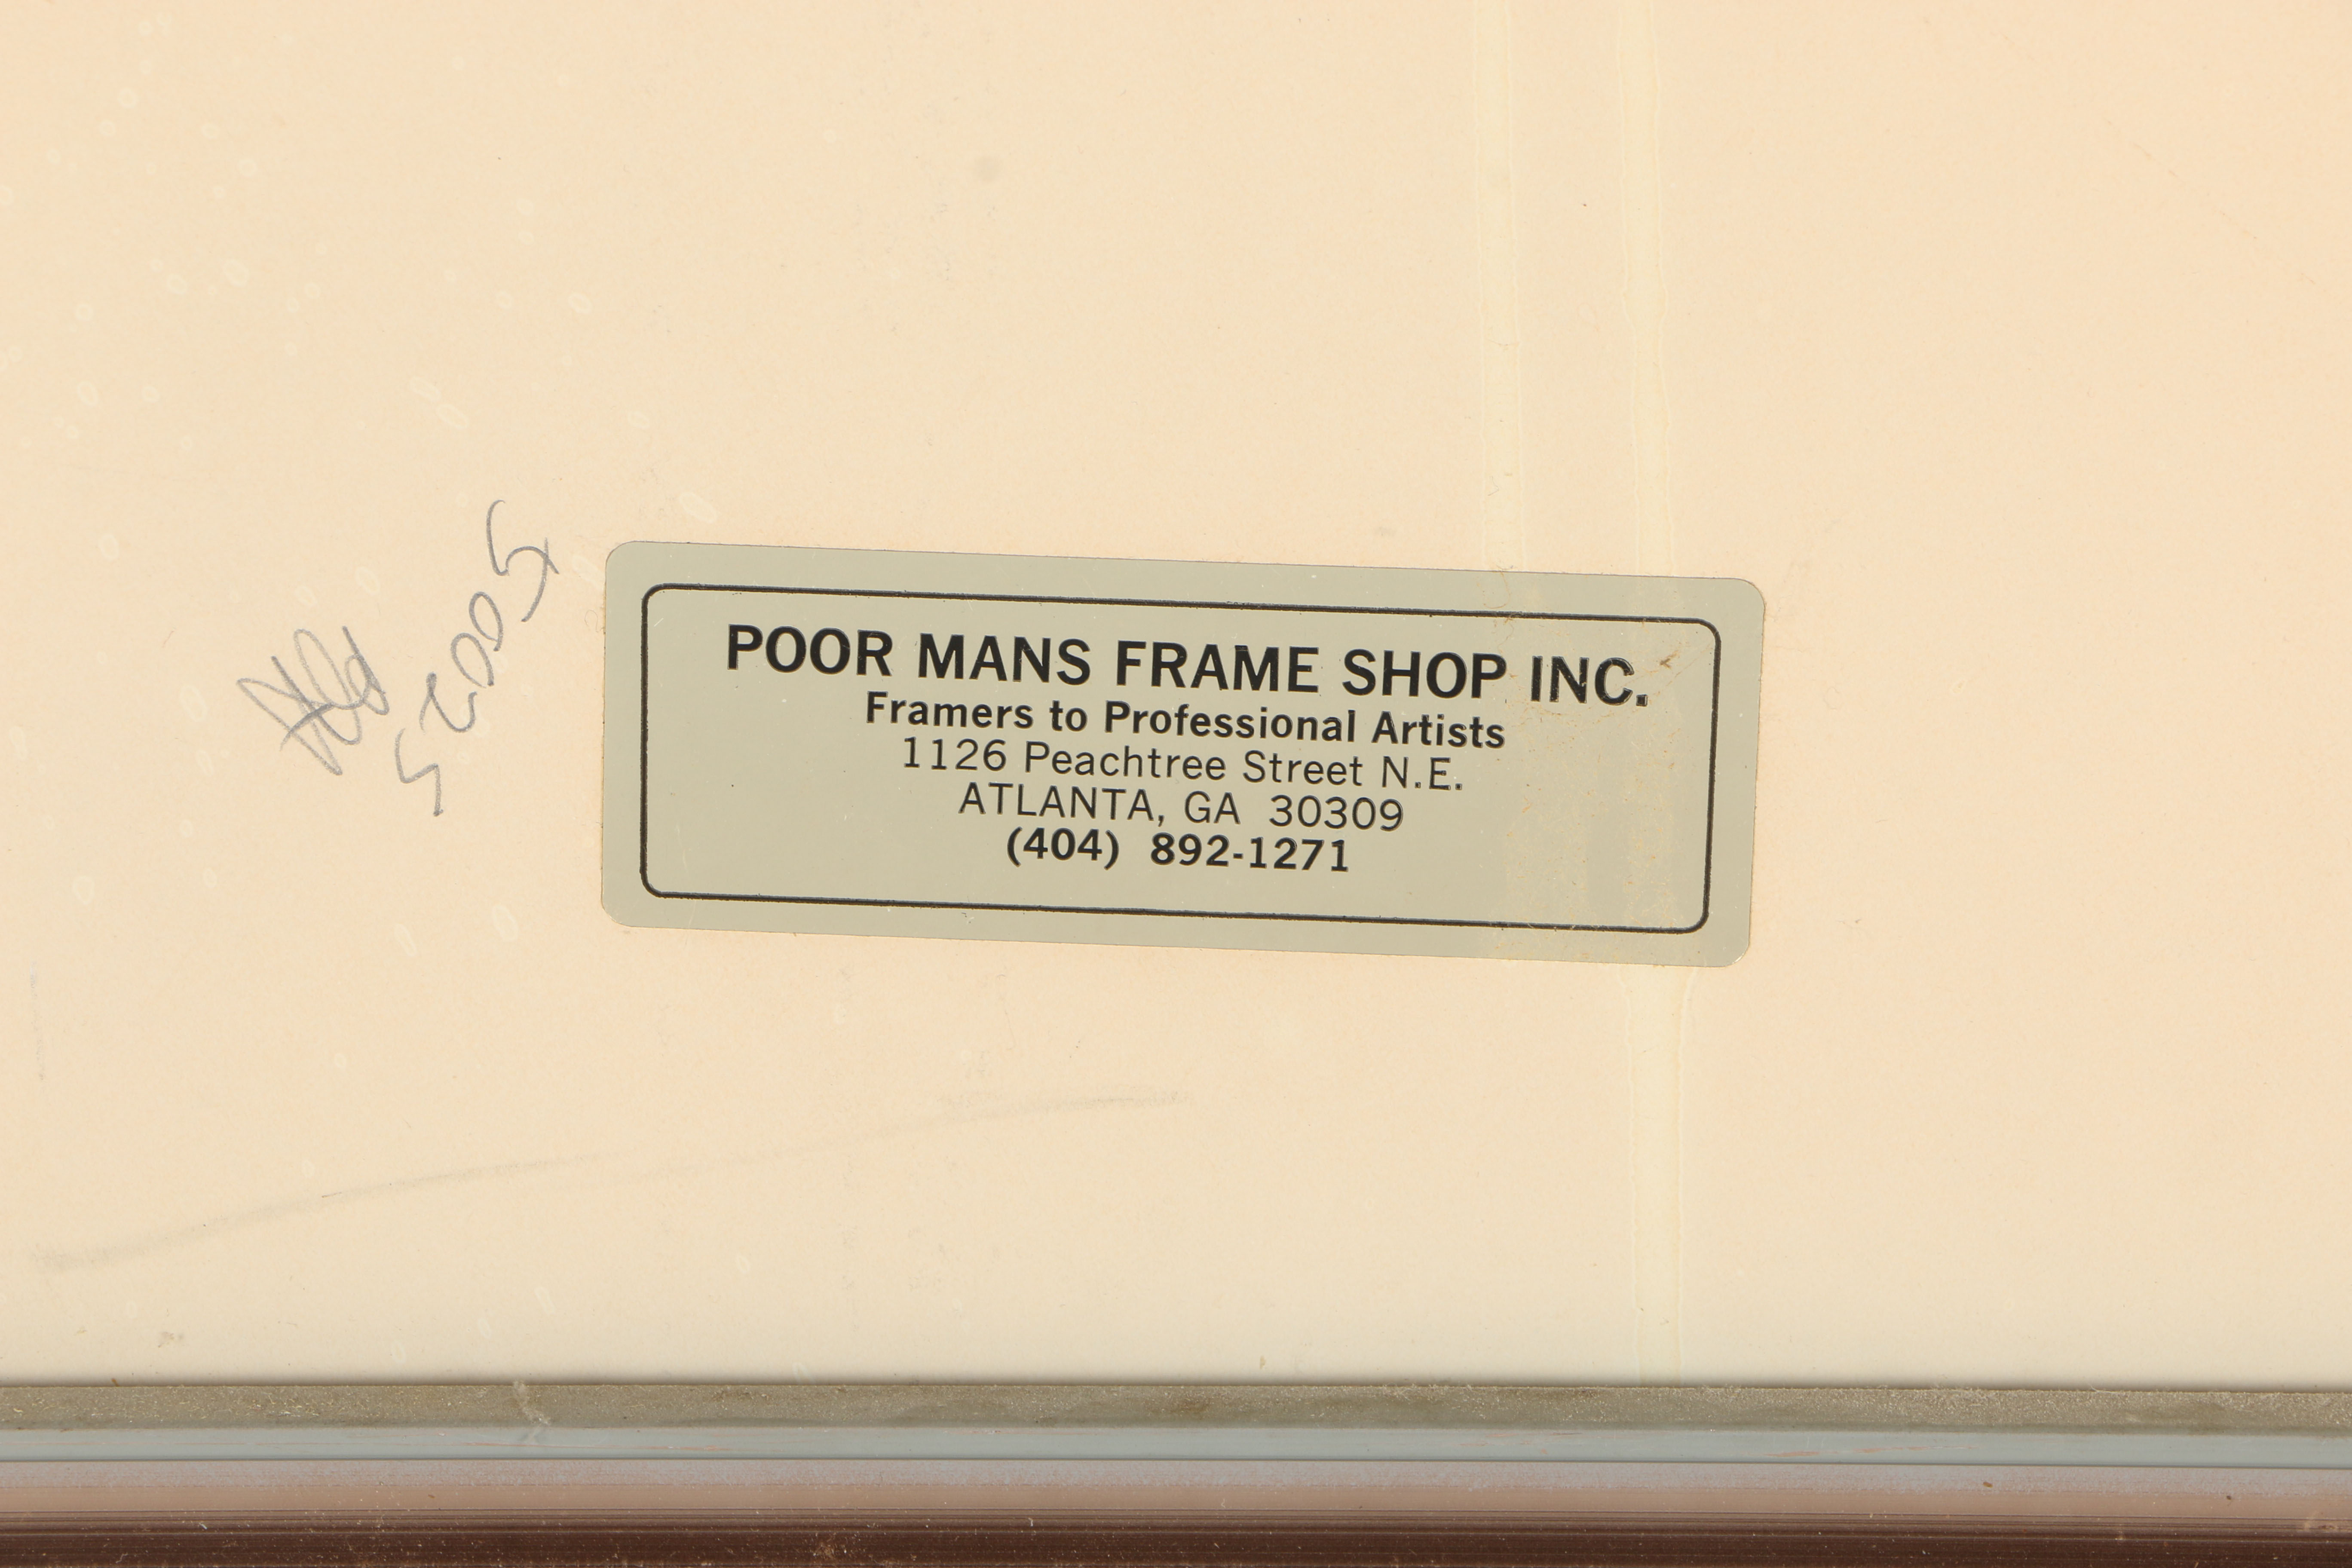 POOR MANS FRAME SHOP INC.
Framers to Professional Artists
1126 Peachtree Street N.E.
ATLANTA, GA 30309
(404) 892-1271